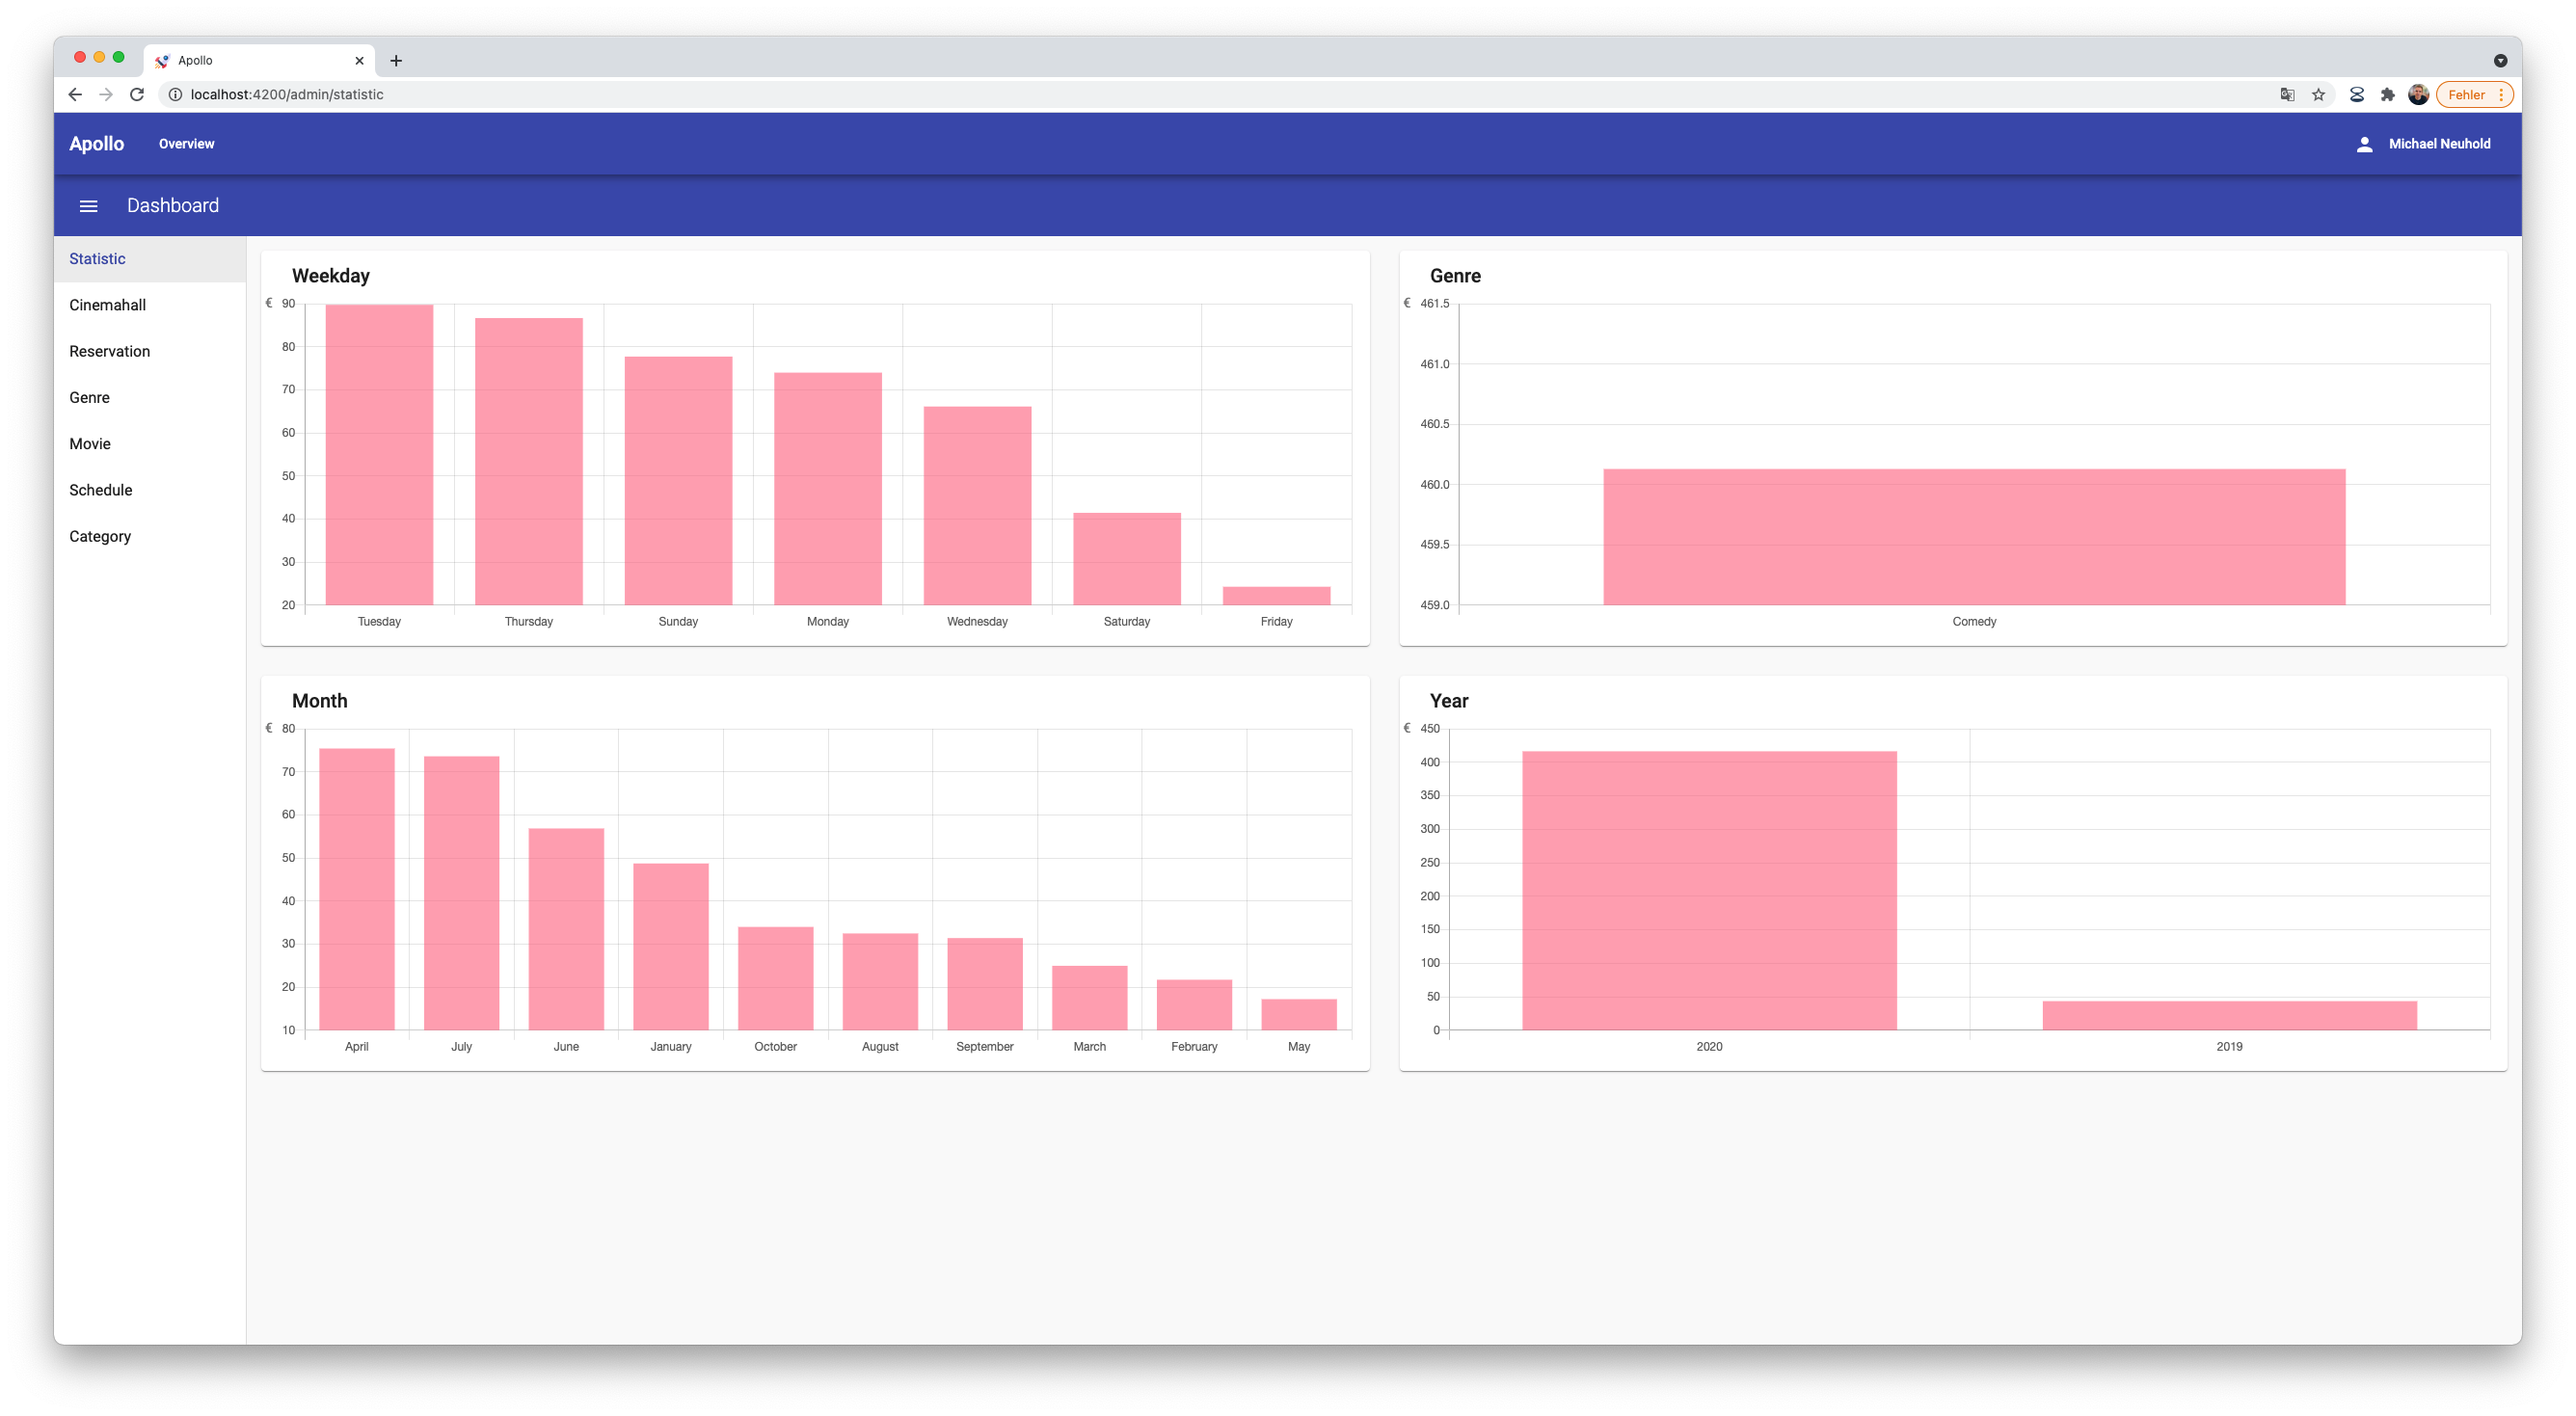 Apollo
localhost:4200/admin/statistic
Fehler
Apollo Overview Michael Neuhold
Dashboard
Statistic
Cinemahall
Reservation
Genre
Movie
Schedule
Category
Weekday
€ 90
80
70
60
50
40
30
20
Tuesday Thursday Sunday Monday Wednesday Saturday Friday
Genre
€ 461.5
461.0
460.5
460.0
459.5
459.0
Comedy
Month
€ 80
70
60
50
40
30
20
10
April July June January October August September March February May
Year
€ 450
400
350
300
250
200
150
100
50
0
2020 2019